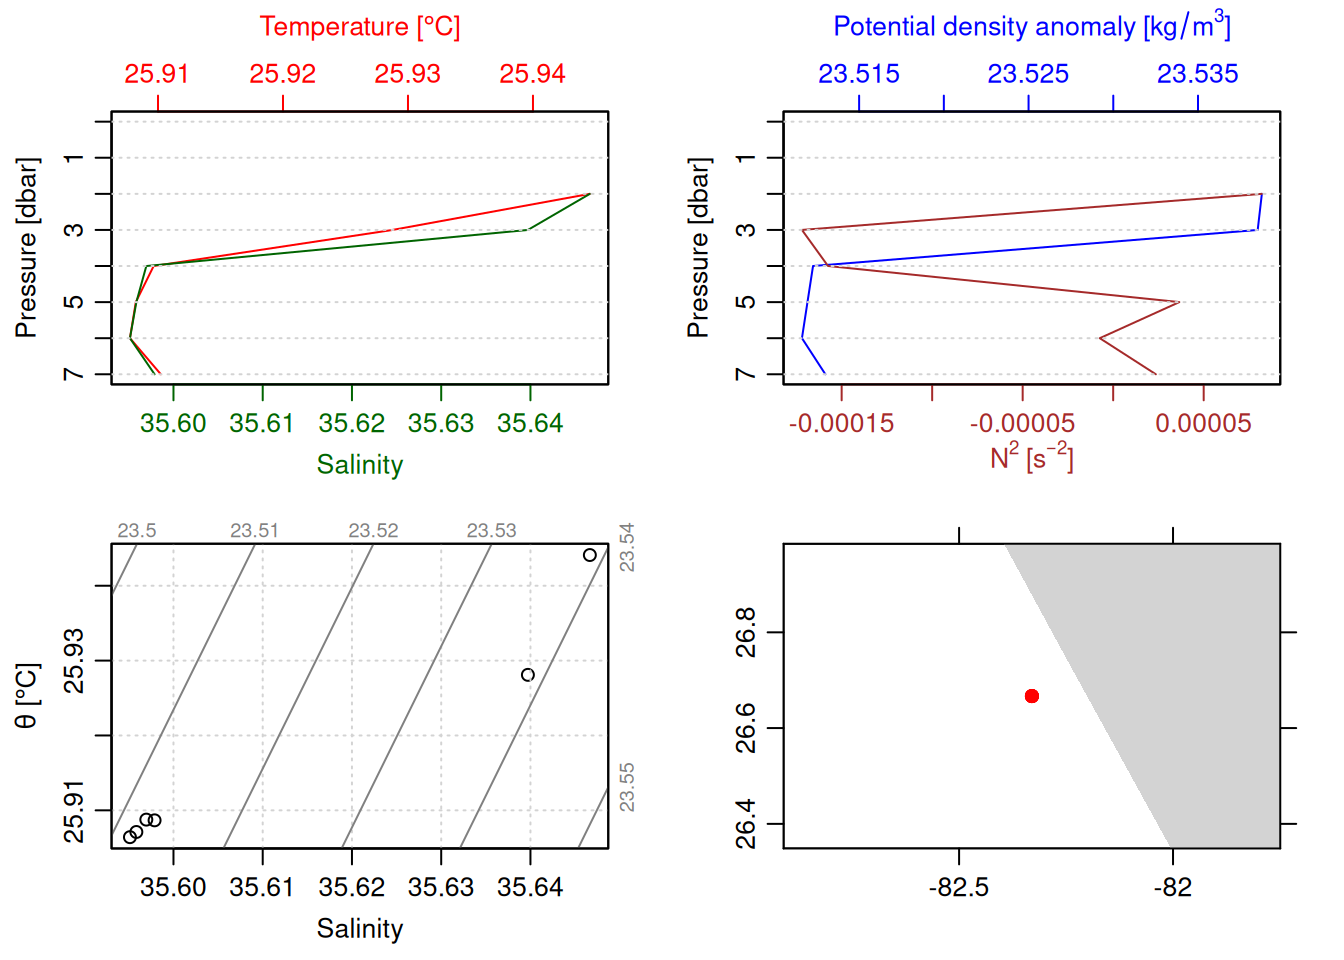 Temperature [°C]
25.91 25.92 25.93 25.94
Pressure [dbar]
1
3
5
7
35.60 35.61 35.62 35.63 35.64
Salinity
Potential density anomaly [kg/m³]
23.515 23.525 23.535
Pressure [dbar]
1
3
5
7
-0.00015 -0.00005 0.00005
N² [s⁻²]
23.5 23.51 23.52 23.53
23.54
23.55
θ [°C]
25.93
25.91
35.60 35.61 35.62 35.63 35.64
Salinity
26.8
26.6
26.4
-82.5 -82